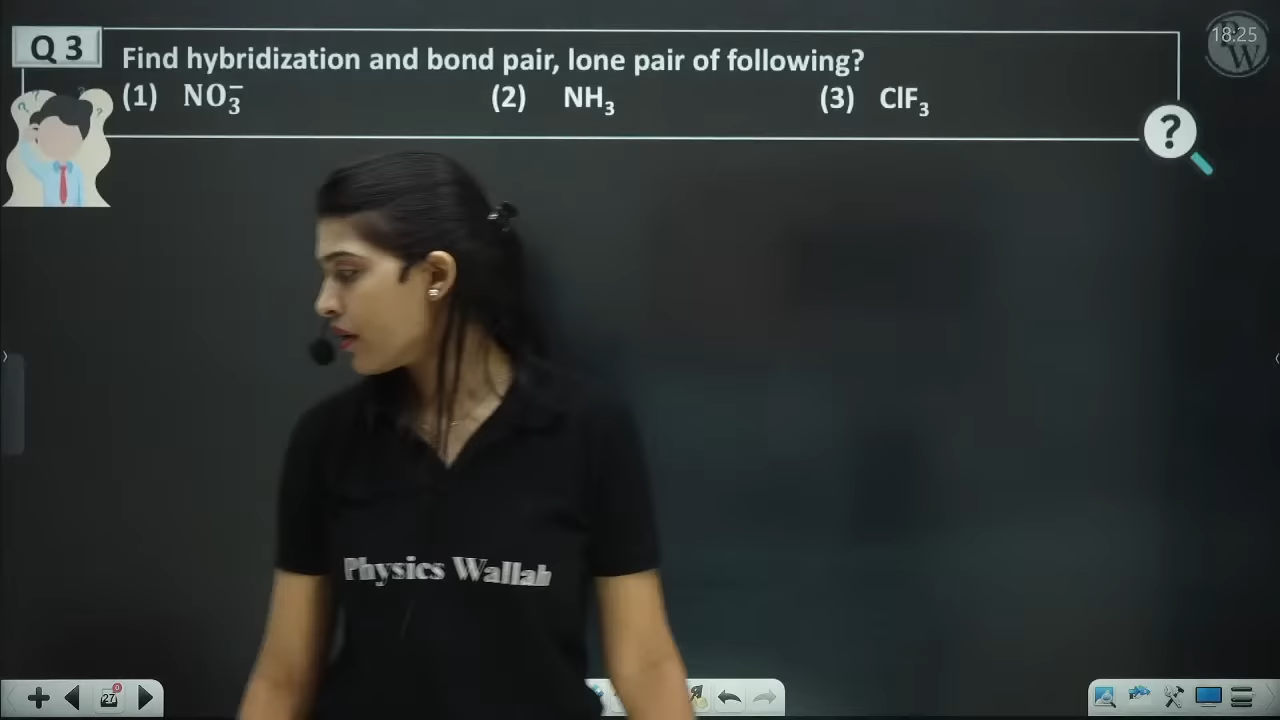 18:25
Q 3
Find hybridization and bond pair, lone pair of following?
(1) NO₃⁻ (2) NH₃ (3) ClF₃
?
Physics Wallah
27